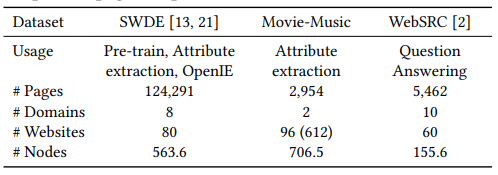 Dataset SWDE [13, 21] Movie-Music WebSRC [2]
Usage Pre-train, Attribute Attribute Question
extraction, OpenIE extraction Answering
# Pages 124,291 2,954 5,462
# Domains 8 2 10
# Websites 80 96 (612) 60
# Nodes 563.6 706.5 155.6